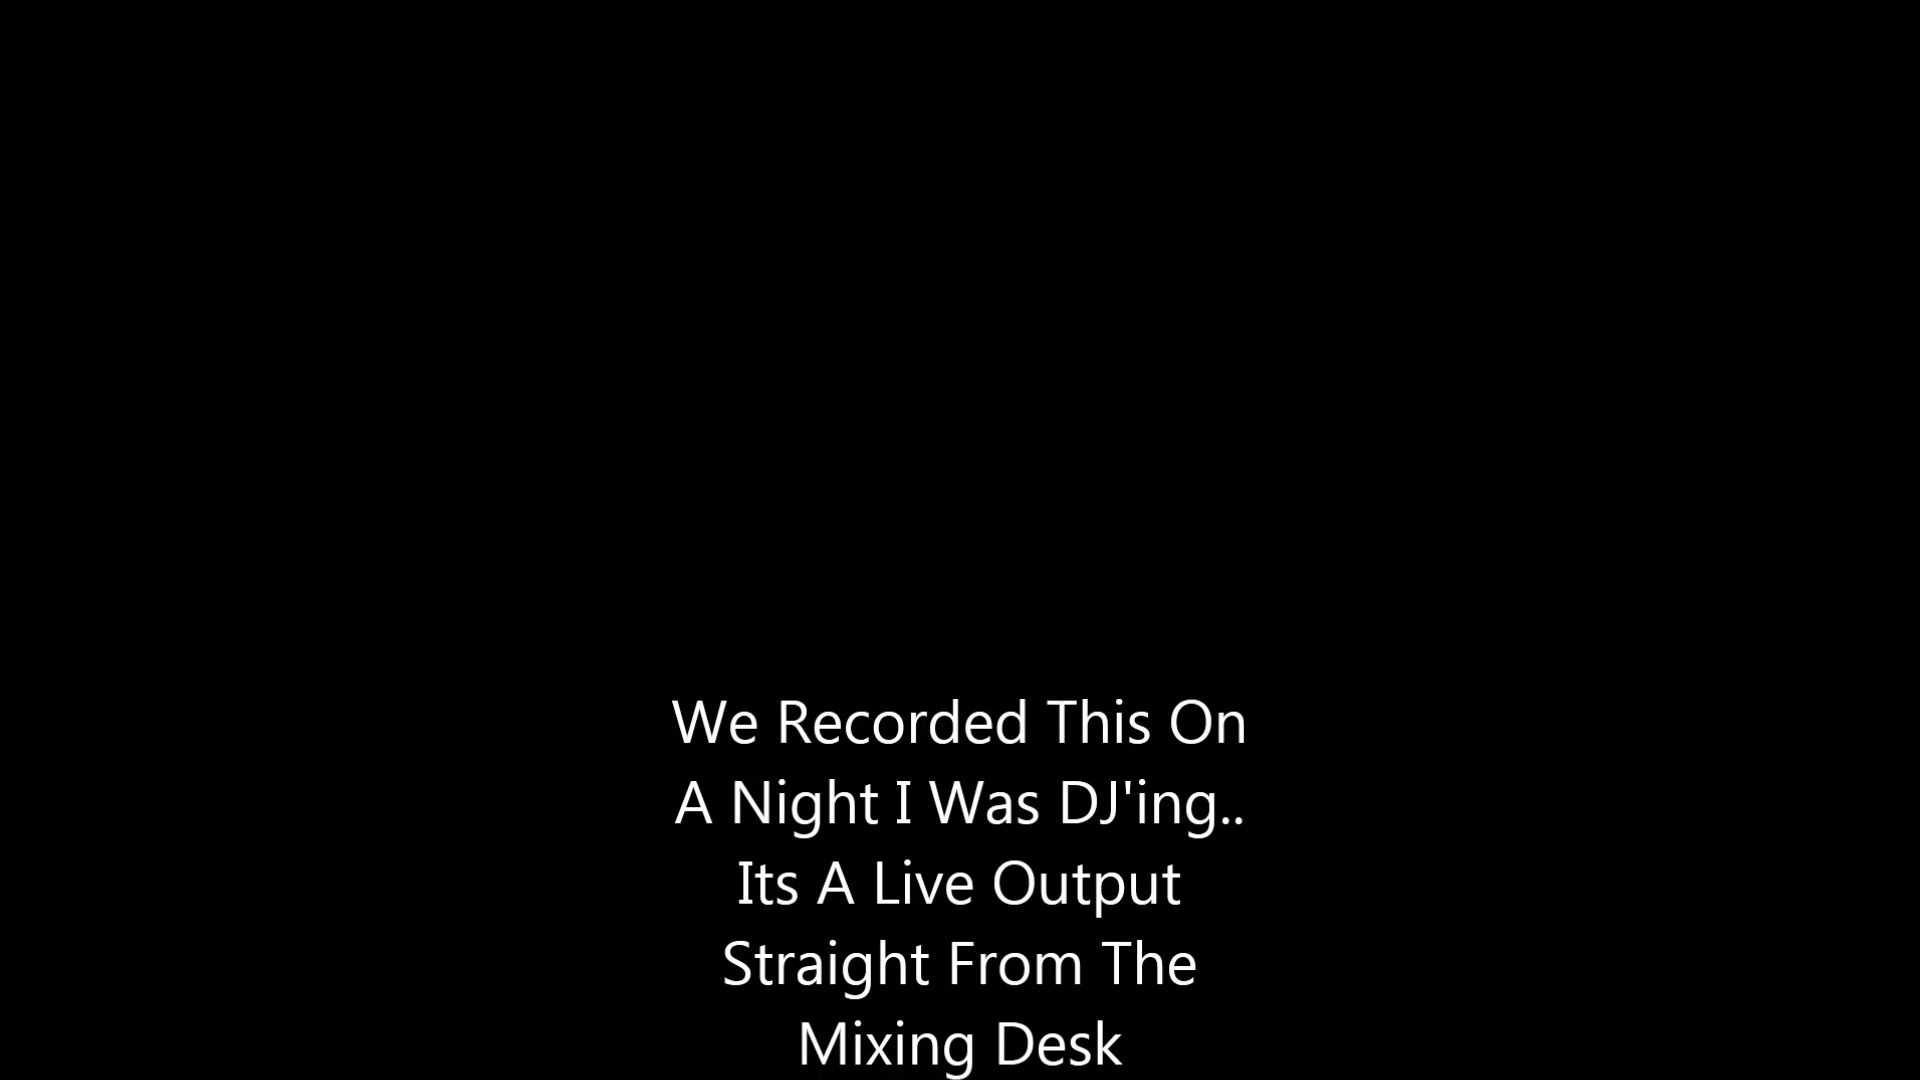 We Recorded This On
A Night I Was DJ'ing..
Its A Live Output
Straight From The
Mixing Desk